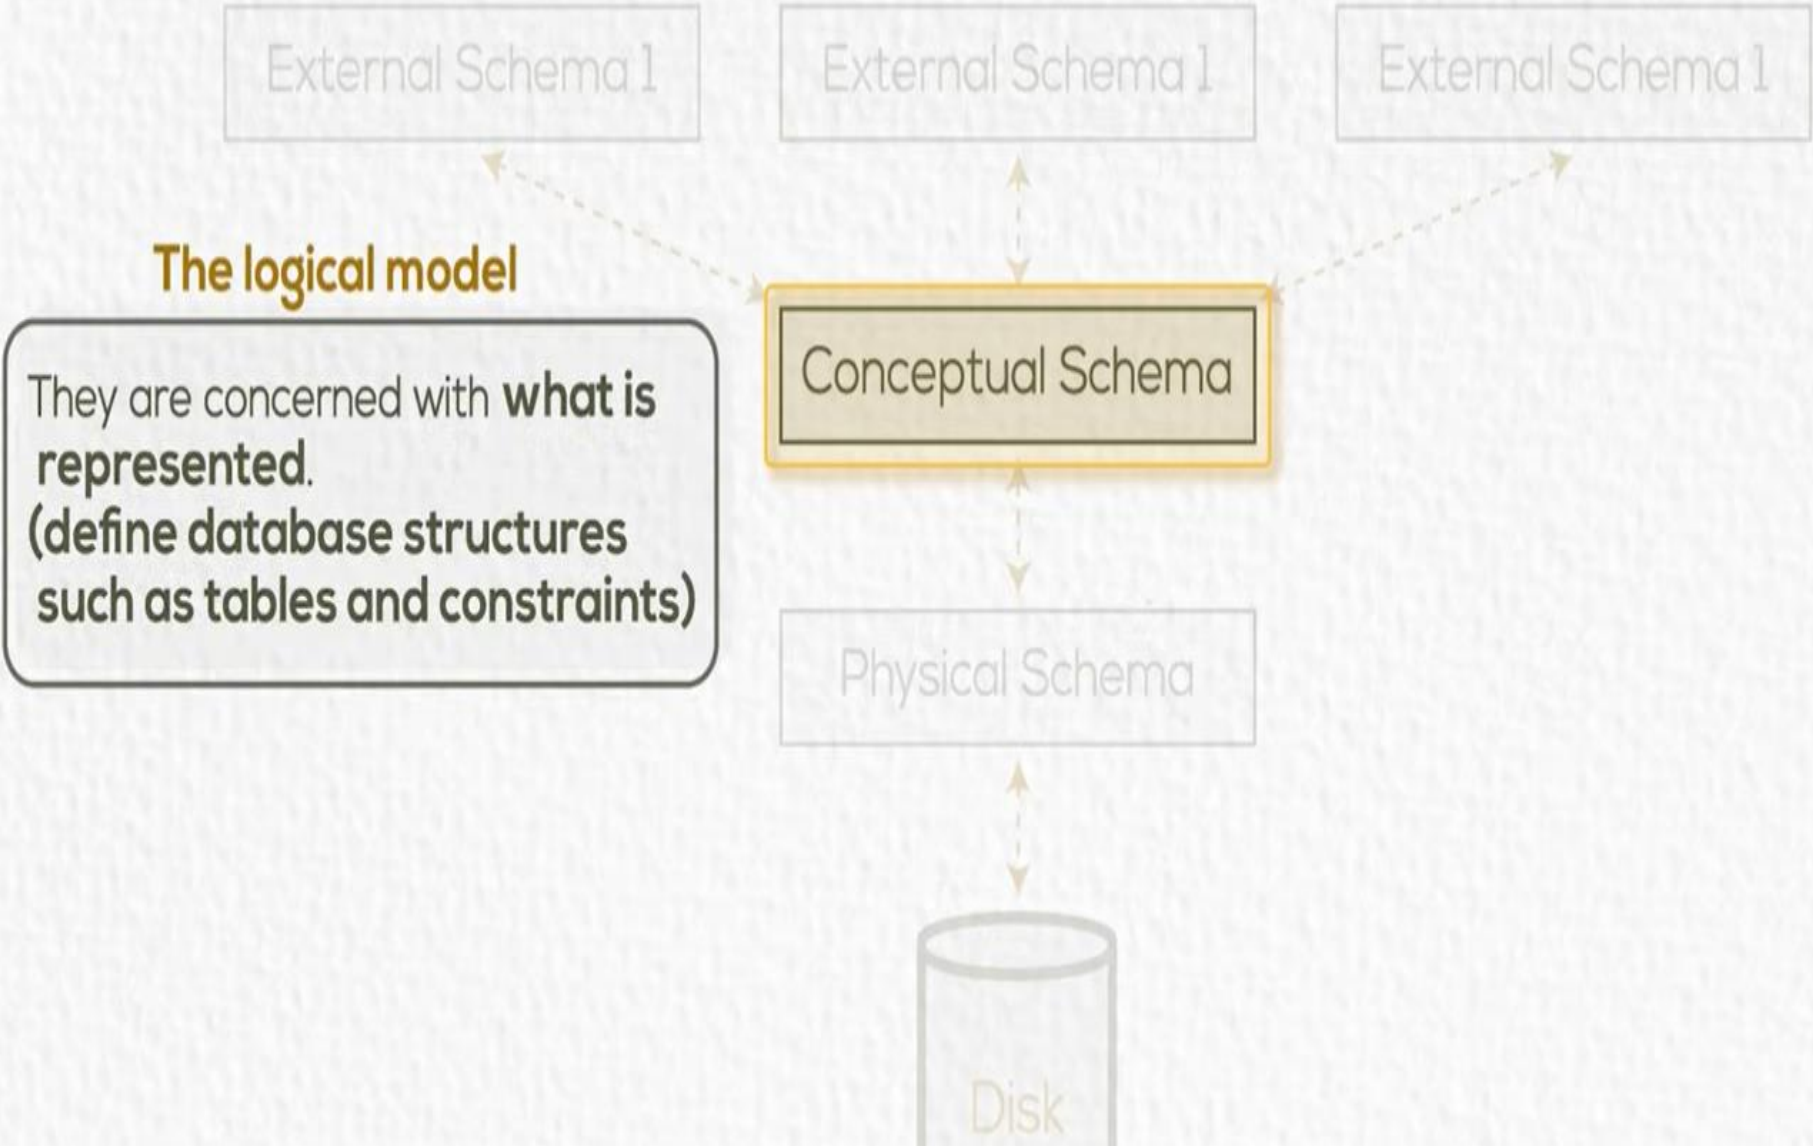 External Schema 1
External Schema 1
External Schema 1
The logical model
They are concerned with what is
represented.
(define database structures
such as tables and constraints)
Conceptual Schema
Physical Schema
Disk